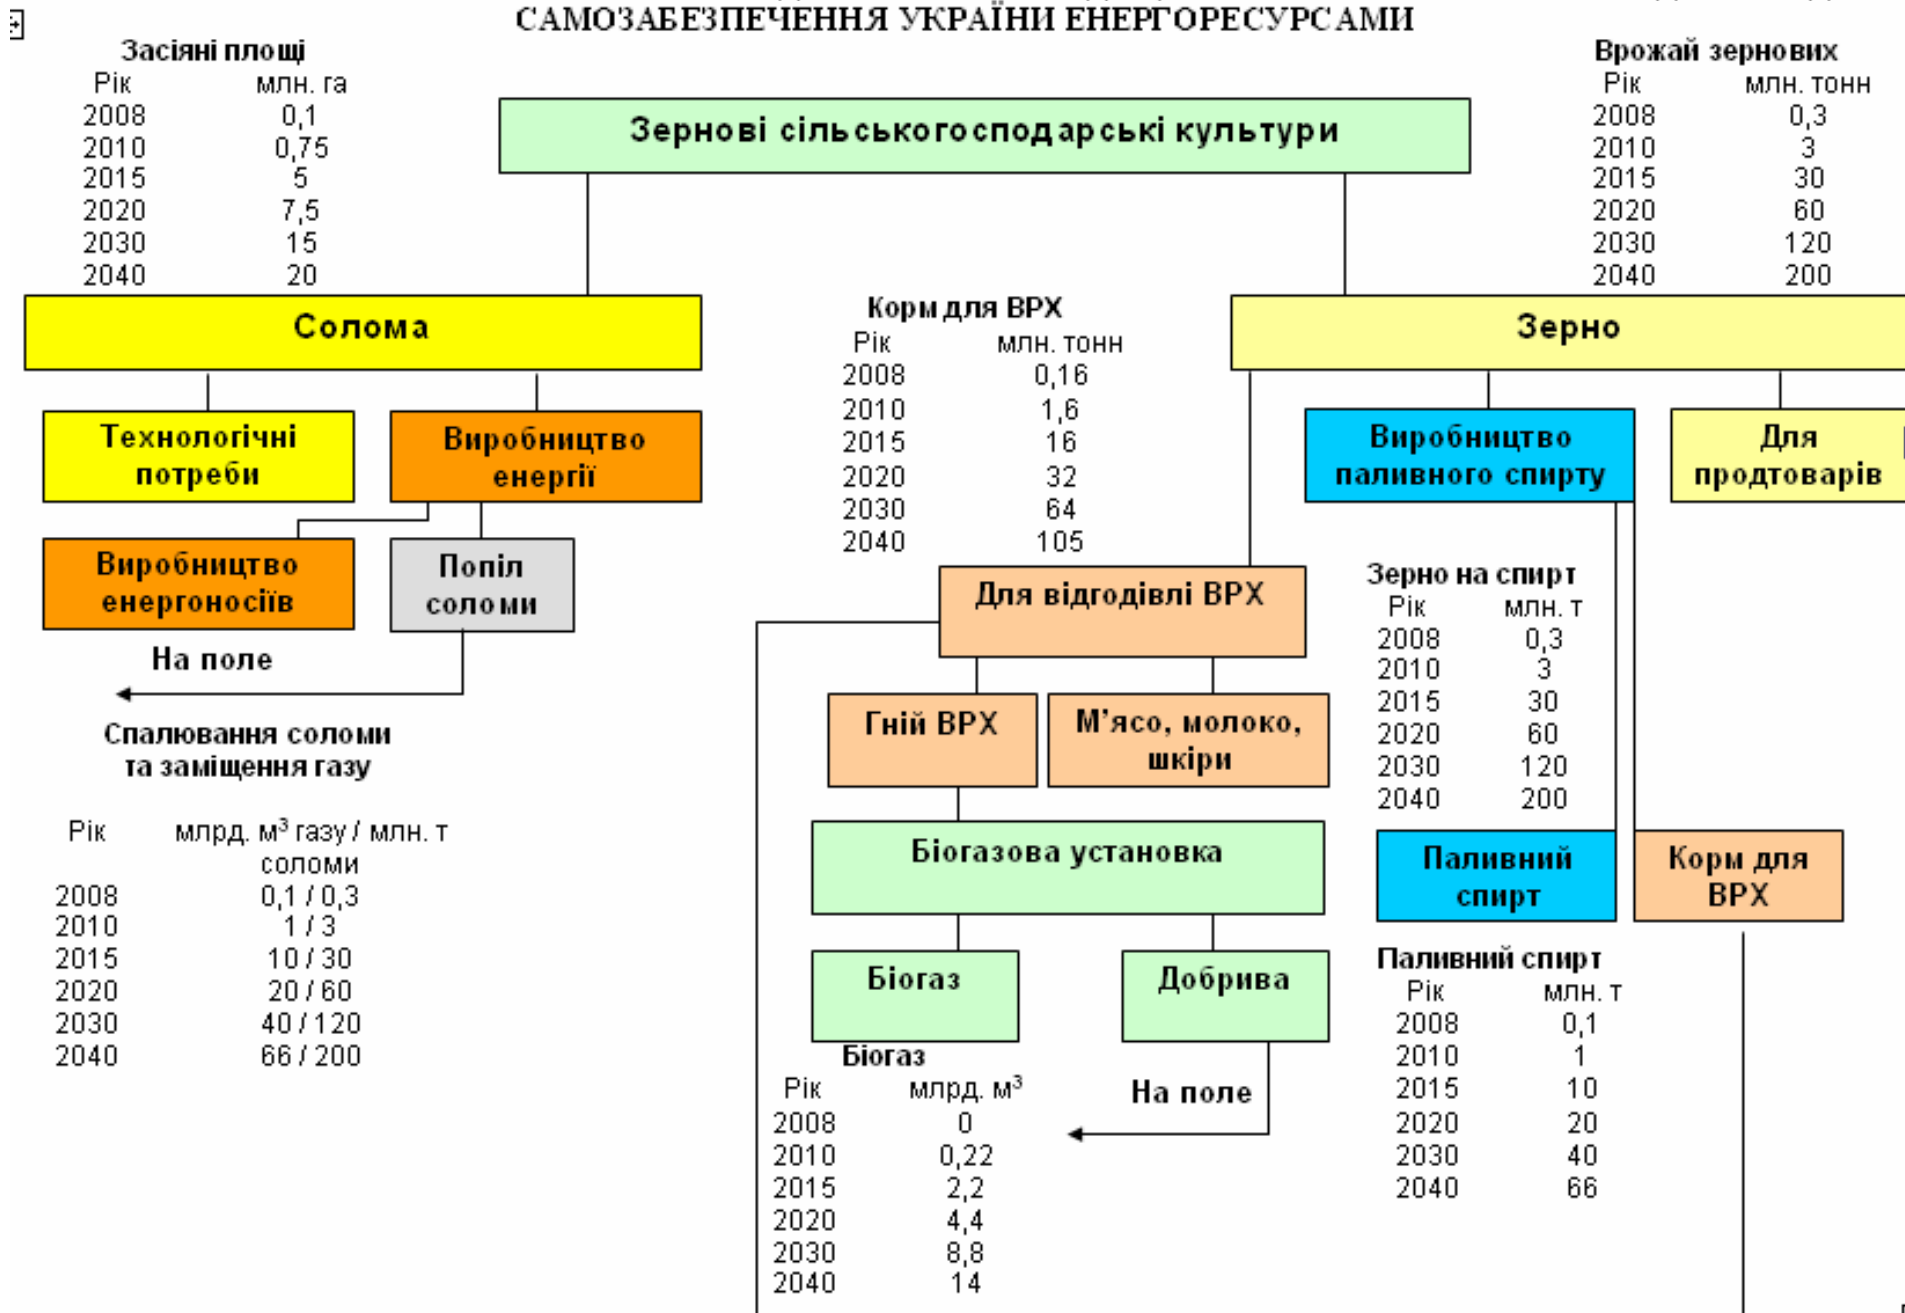 САМОЗАБЕЗПЕЧЕННЯ УКРАЇНИ ЕНЕРГОРЕСУРСАМИ
Засіяні площі
Рік млн. га
2008 0,1
2010 0,75
2015 5
2020 7,5
2030 15
2040 20
Зернові сільськогосподарські культури
Врожай зернових
Рік млн. тонн
2008 0,3
2010 3
2015 30
2020 60
2030 120
2040 200
Солома
Корм для ВРХ
Рік млн. тонн
2008 0,16
2010 1,6
2015 16
2020 32
2030 64
2040 105
Зерно
Технологічні
потреби
Виробництво
енергії
Виробництво
паливного спирту
Для
продтоварів
Виробництво
енергоносіїв
Попіл
соломи
На поле
Для відгодівлі ВРХ
Зерно на спирт
Рік млн. т
2008 0,3
2010 3
2015 30
2020 60
2030 120
2040 200
Гній ВРХ
М’ясо, молоко,
шкіри
Спалювання соломи
та заміщення газу
Рік млрд. м³ газу / млн. т
соломи
2008 0,1 / 0,3
2010 1 / 3
2015 10 / 30
2020 20 / 60
2030 40 / 120
2040 66 / 200
Біогазова установка
Паливний
спирт
Корм для
ВРХ
Біогаз
Добрива
Біогаз
Рік млрд. м³
2008 0
2010 0,22
2015 2,2
2020 4,4
2030 8,8
2040 14
На поле
Паливний спирт
Рік млн. т
2008 0,1
2010 1
2015 10
2020 20
2030 40
2040 66